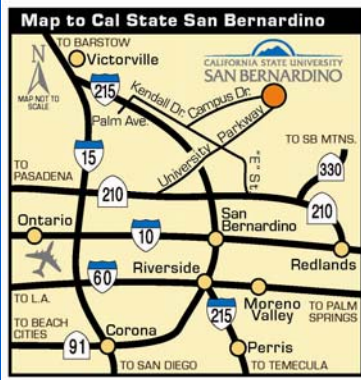 Map to Cal State San Bernardino
TO BARSTOW
Victorville
N
MAP NOT TO
SCALE
215
Kendall Dr.
Campus Dr.
Palm Ave.
University Parkway
"E" St.
CALIFORNIA STATE UNIVERSITY
SAN BERNARDINO
TO SB MTNS.
330
15
TO
PASADENA
210
210
Ontario
10
San
Bernardino
Redlands
60
Riverside
TO L.A.
Moreno
Valley
TO PALM
SPRINGS
215
TO BEACH
CITIES
91
Corona
Perris
TO SAN DIEGO
TO TEMECULA